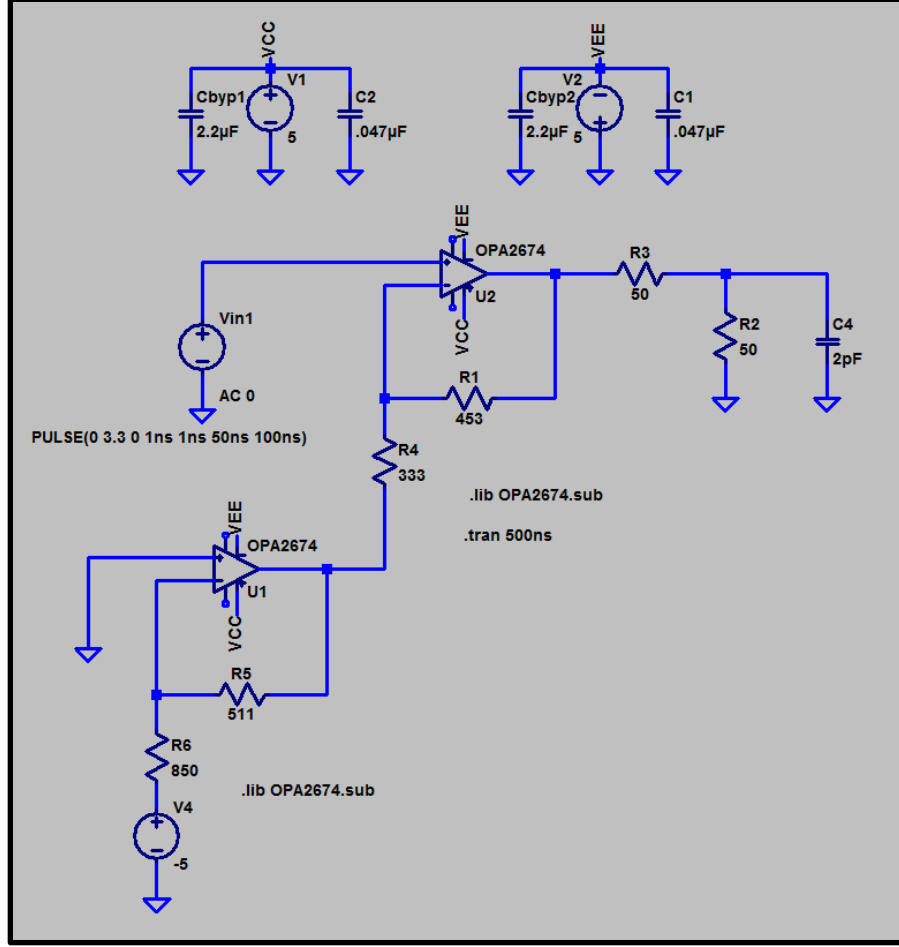 VCC
VEE
Cbyp1
V1
C2
2.2µF
5
.047µF
Cbyp2
V2
C1
2.2µF
5
.047µF
VEE
OPA2674
U2
VCC
R3
50
R2
50
C4
2pF
Vin1
AC 0
PULSE(0 3.3 0 1ns 1ns 50ns 100ns)
R1
453
R4
333
.lib OPA2674.sub
.tran 500ns
VEE
OPA2674
U1
VCC
R5
511
R6
850
.lib OPA2674.sub
V4
-5